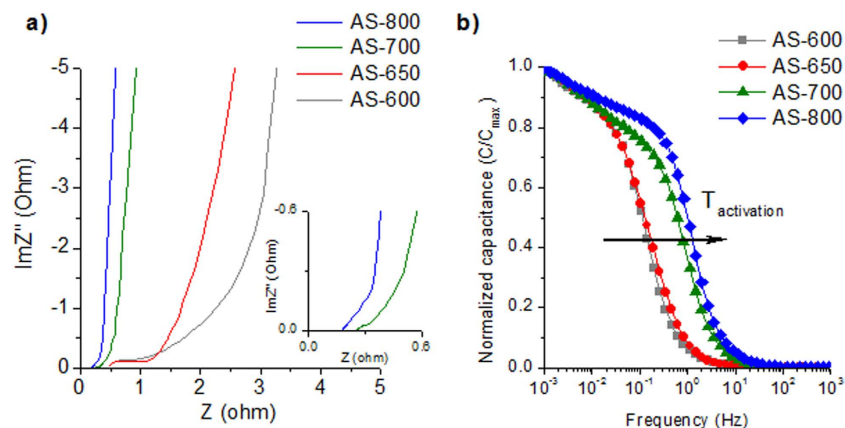 a)
AS-800
AS-700
AS-650
AS-600
-5
-4
-3
-2
-1
0
ImZ'' (Ohm)
0 1 2 3 4 5
Z (ohm)
-0.6
0.0
ImZ'' (Ohm)
0.0 0.6
Z (ohm)
b)
AS-600
AS-650
AS-700
AS-800
1.0
0.8
0.6
0.4
0.2
0.0
Normalized capacitance (C/Cmax)
Tactivation
10-3 10-2 10-1 100 101 102 103
Frequency (Hz)